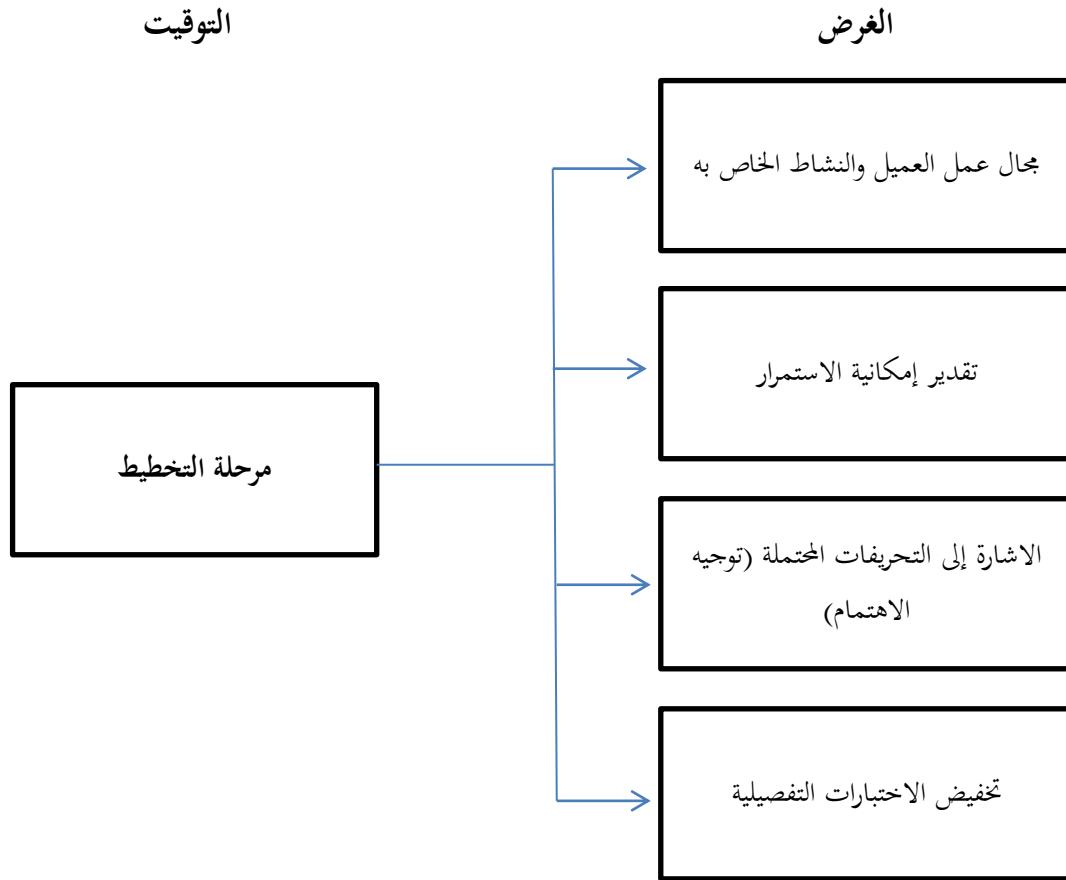 الغرض
التوقيت
مجال عمل العميل والنشاط الخاص به
تقدير إمكانية الاستمرار
مرحلة التخطيط
الاشارة إلى التحريفات المحتملة (توجيه
الاهتمام)
تخفيض الاختبارات التفصيلية